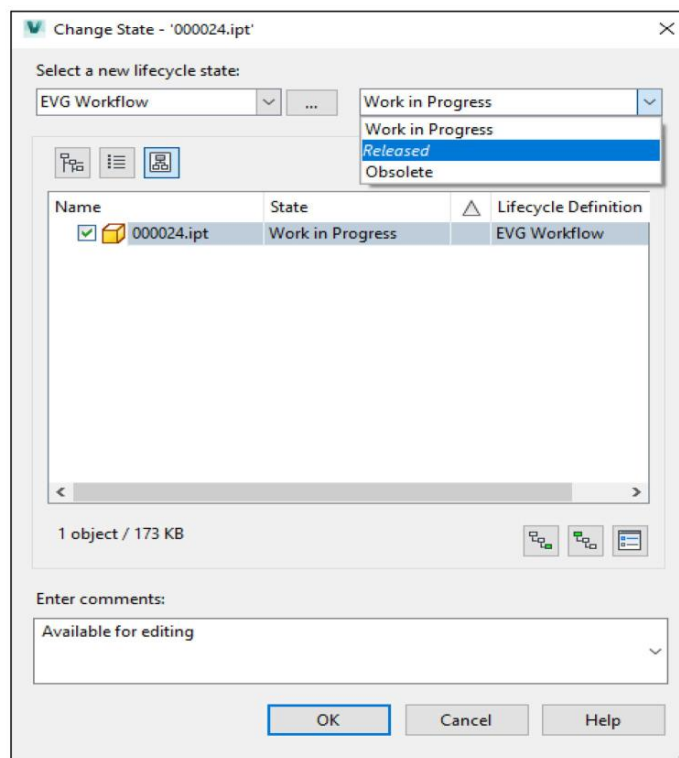 Change State - '000024.ipt'
Select a new lifecycle state:
EVG Workflow ... Work in Progress
Work in Progress
Released
Obsolete
Name State Lifecycle Definition
000024.ipt Work in Progress EVG Workflow
1 object / 173 KB
Enter comments:
Available for editing
OK Cancel Help